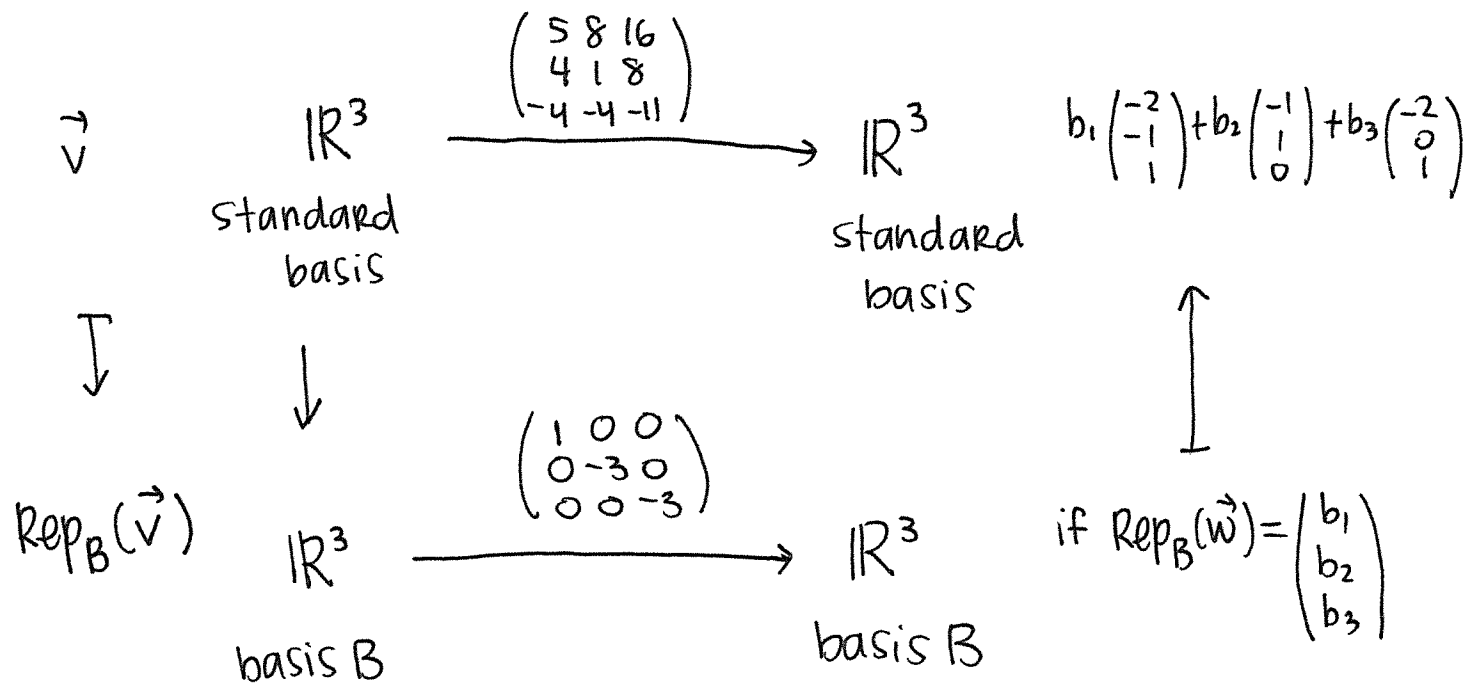 ( 5 8 16
4 1 8
-4 -4 -11 )
v⃗ ℝ³ ⟶ ℝ³ b₁(-2 -1 1) + b₂(-1 1 0) + b₃(-2 0 1)
standard
basis
standard
basis
( 1 0 0
0 -3 0
0 0 -3 )
Rep_B(v⃗) ℝ³ ⟶ ℝ³ if Rep_B(w⃗) = (b₁ b₂ b₃)
basis B
basis B